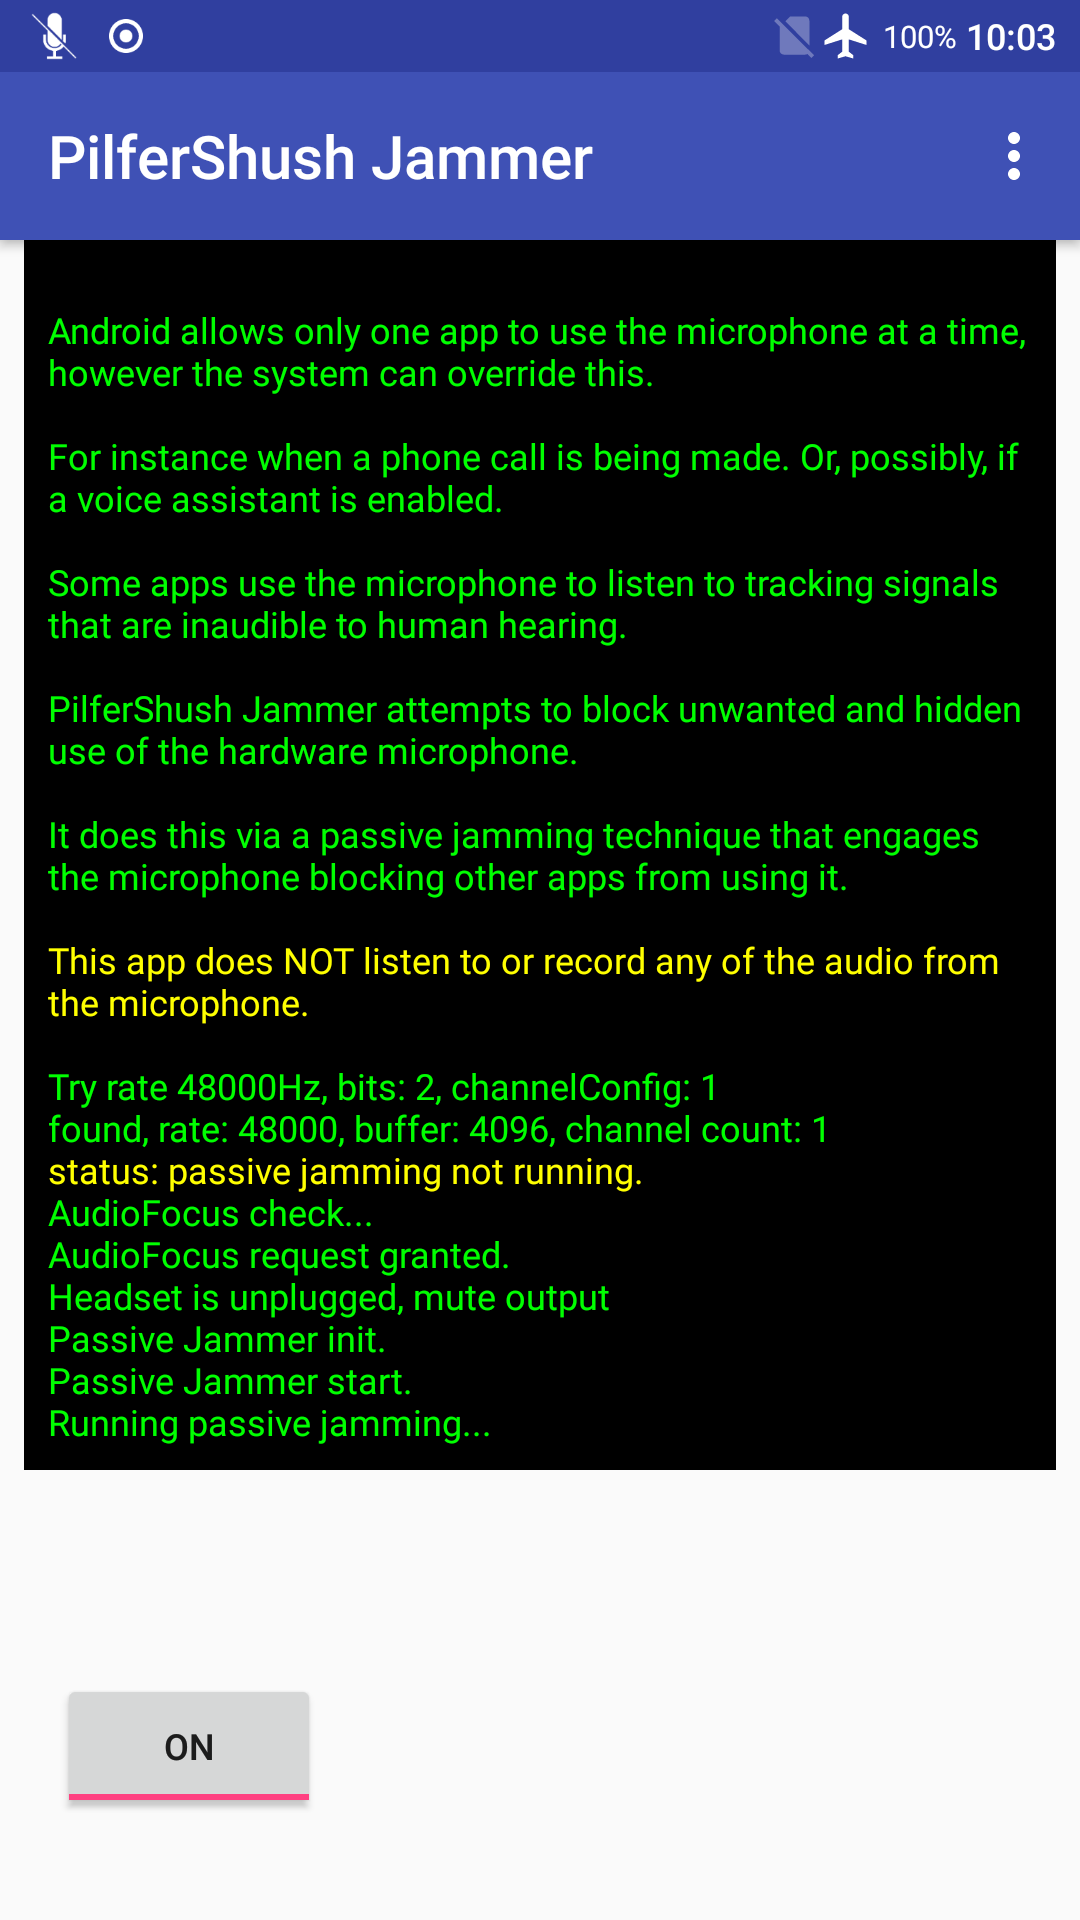 100% 10:03
PilferShush Jammer
Android allows only one app to use the microphone at a time,
however the system can override this.
For instance when a phone call is being made. Or, possibly, if
a voice assistant is enabled.
Some apps use the microphone to listen to tracking signals
that are inaudible to human hearing.
PilferShush Jammer attempts to block unwanted and hidden
use of the hardware microphone.
It does this via a passive jamming technique that engages
the microphone blocking other apps from using it.
This app does NOT listen to or record any of the audio from
the microphone.
Try rate 48000Hz, bits: 2, channelConfig: 1
found, rate: 48000, buffer: 4096, channel count: 1
status: passive jamming not running.
AudioFocus check...
AudioFocus request granted.
Headset is unplugged, mute output
Passive Jammer init.
Passive Jammer start.
Running passive jamming...
ON